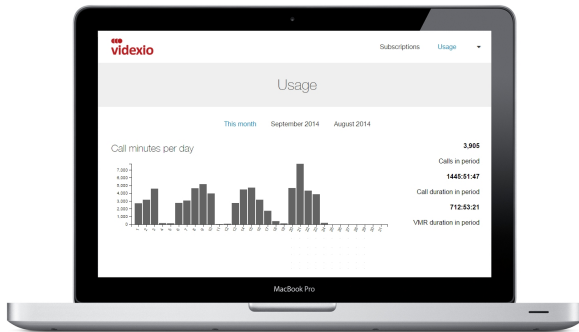 videxio
Subscriptions
Usage
Usage
This month
September 2014
August 2014
Call minutes per day
3,905
Calls in period
1445:51:47
Call duration in period
712:53:21
VMR duration in period
7.000
6.000
5.000
4.000
3.000
2.000
1.000
0
MacBook Pro